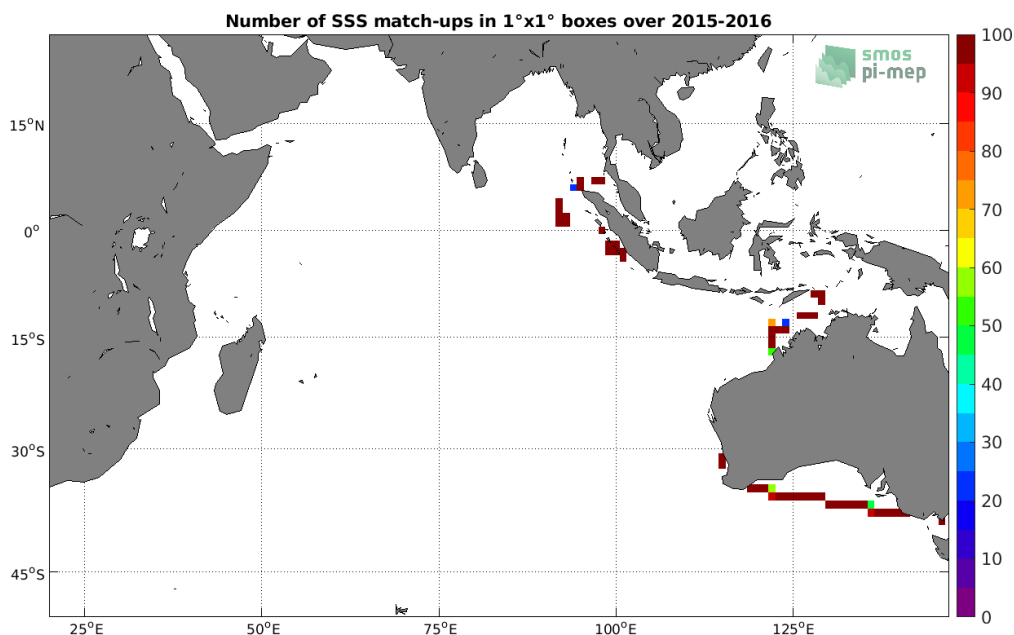 Number of SSS match-ups in 1°x1° boxes over 2015-2016
smos
pi-mep
15°N
0°
15°S
30°S
45°S
25°E
50°E
75°E
100°E
125°E
100
90
80
70
60
50
40
30
20
10
0